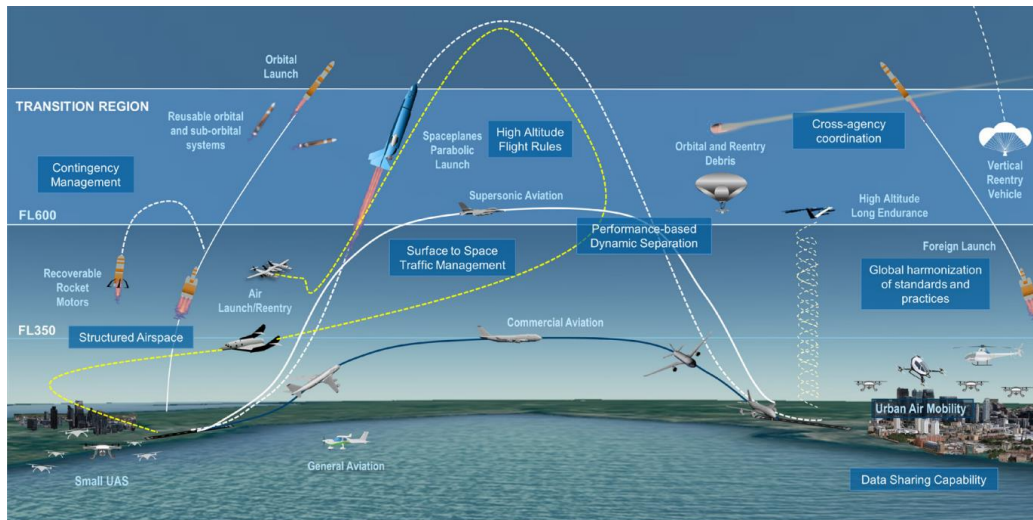 Orbital
Launch
TRANSITION REGION
Reusable orbital
and sub-orbital
systems
Spaceplanes
Parabolic
Launch
High Altitude
Flight Rules
Orbital and Reentry
Debris
Cross-agency
coordination
Vertical
Reentry
Vehicle
Contingency
Management
Supersonic Aviation
High Altitude
Long Endurance
FL600
Performance-based
Dynamic Separation
Surface to Space
Traffic Management
Foreign Launch
Recoverable
Rocket
Motors
Air
Launch/Reentry
Global harmonization
of standards and
practices
FL350
Structured Airspace
Commercial Aviation
Urban Air Mobility
General Aviation
Small UAS
Data Sharing Capability